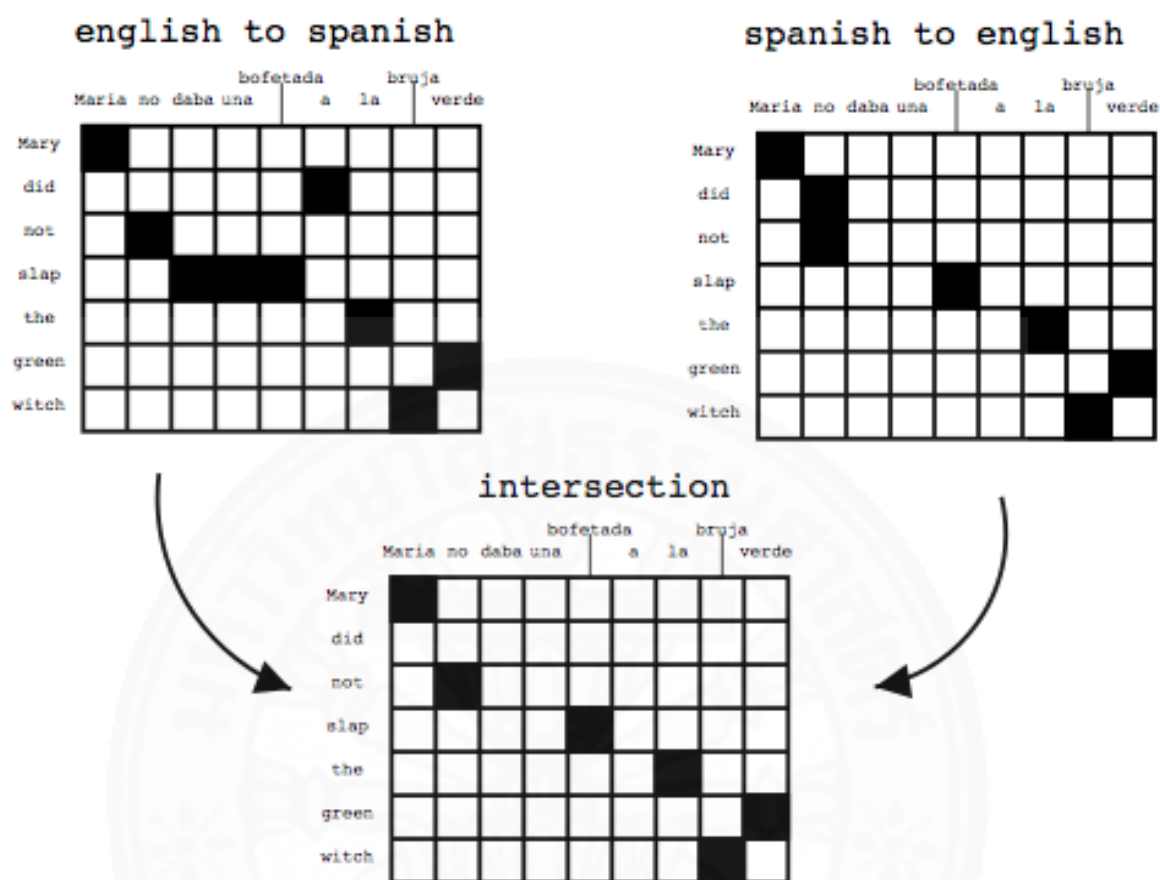 english to spanish
bofetada bruja
Maria no daba una a la verde
Mary
did
not
slap
the
green
witch
spanish to english
bofetada bruja
Maria no daba una a la verde
Mary
did
not
slap
the
green
witch
intersection
bofetada bruja
Maria no daba una a la verde
Mary
did
not
slap
the
green
witch